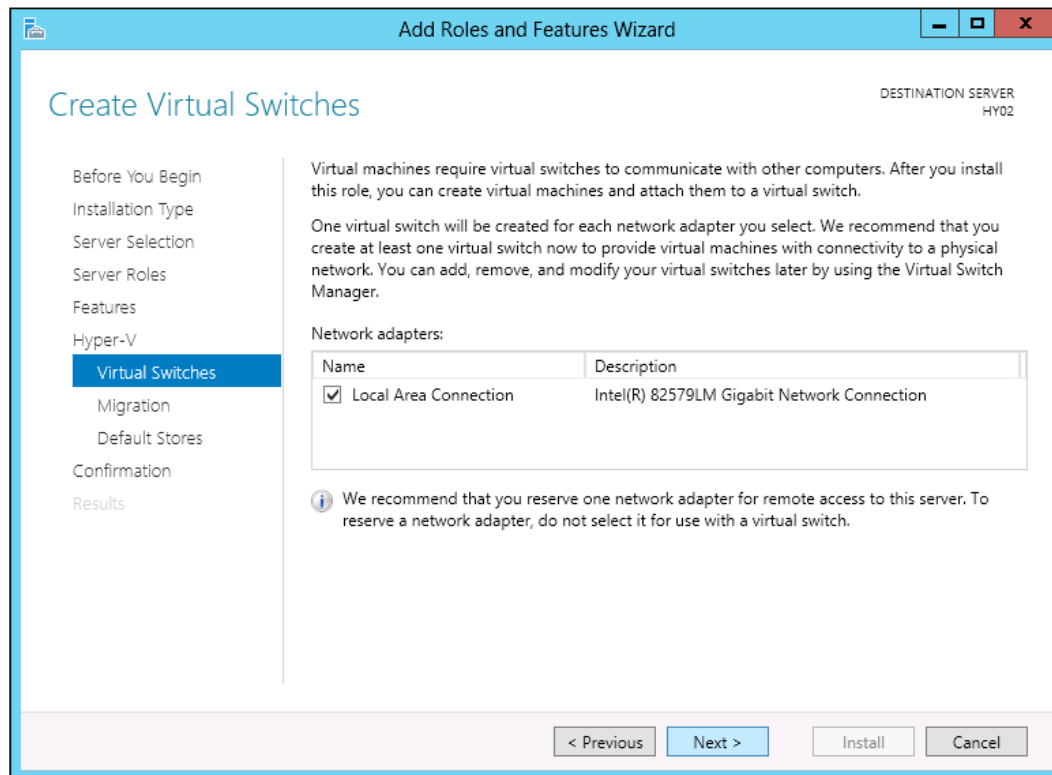 Add Roles and Features Wizard
Create Virtual Switches
DESTINATION SERVER
HY02
Before You Begin
Installation Type
Server Selection
Server Roles
Features
Hyper-V
Virtual Switches
Migration
Default Stores
Confirmation
Results
Virtual machines require virtual switches to communicate with other computers. After you install
this role, you can create virtual machines and attach them to a virtual switch.
One virtual switch will be created for each network adapter you select. We recommend that you
create at least one virtual switch now to provide virtual machines with connectivity to a physical
network. You can add, remove, and modify your virtual switches later by using the Virtual Switch
Manager.
Network adapters:
Name Description
Local Area Connection Intel(R) 82579LM Gigabit Network Connection
We recommend that you reserve one network adapter for remote access to this server. To
reserve a network adapter, do not select it for use with a virtual switch.
< Previous Next > Install Cancel